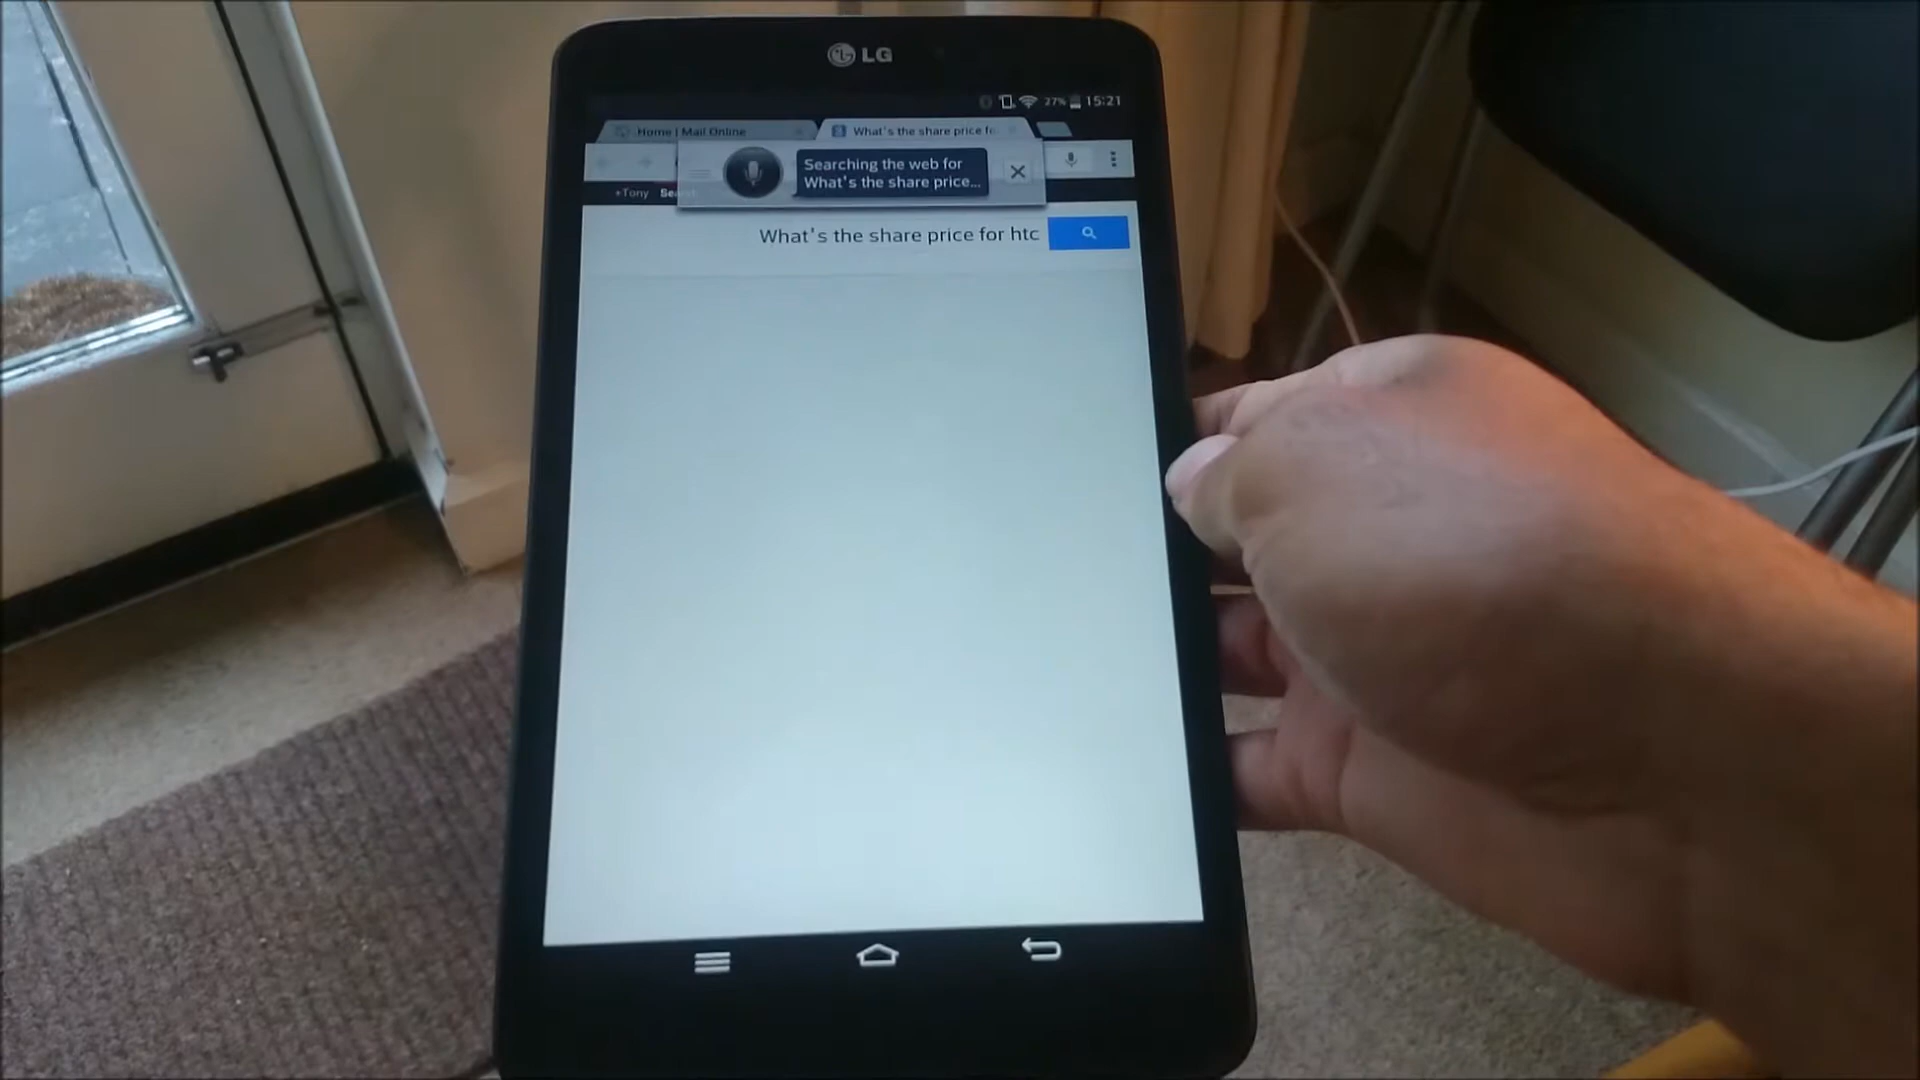 LG
27% 15:21
Home | Mail Online
What's the share price fo
Searching the web for
What's the share price...
+Tony Sea
What's the share price for htc